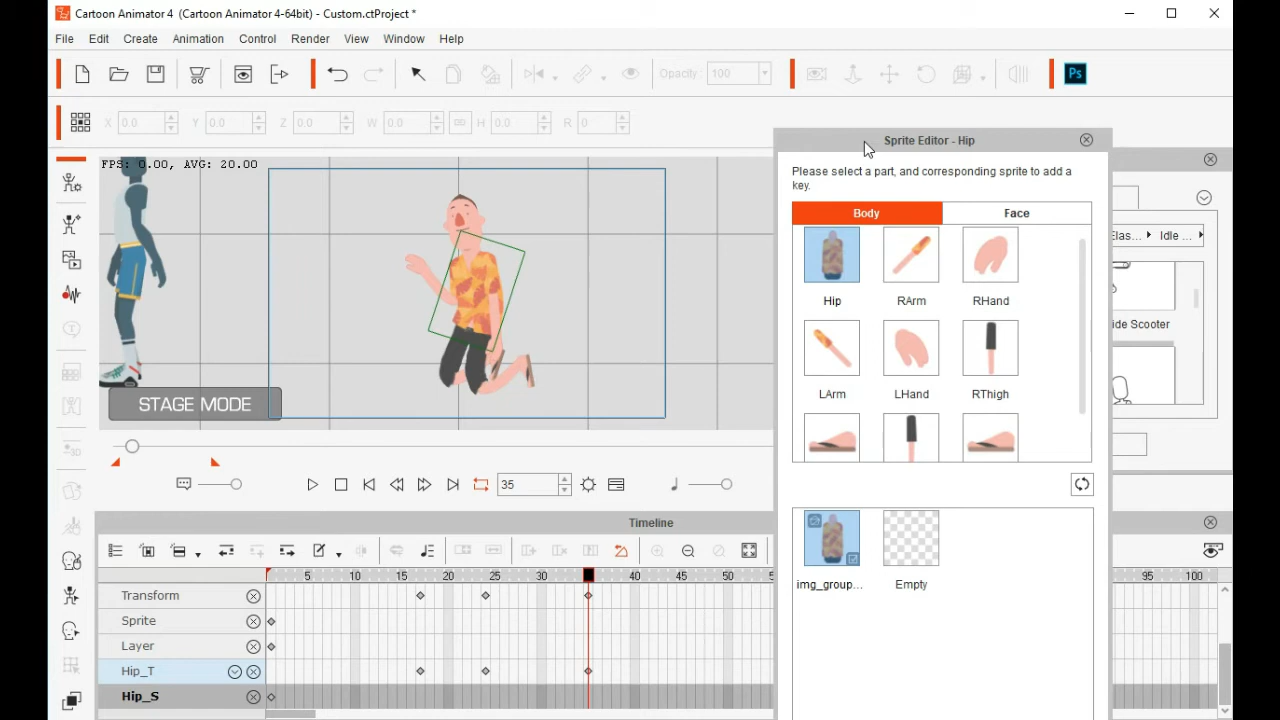 Cartoon Animator 4 (Cartoon Animator 4-64bit) - Custom.ctProject *
File Edit Create Animation Control Render View Window Help
Opacity : 100 Ps
X 0.0 Y 0.0 Z 0.0 W 0.0 H 0.0 R 0
Sprite Editor - Hip
FPS: 0.00, AVG: 20.00
Please select a part, and corresponding sprite to add a
key.
Body Face
Elas... Idle ...
Hip RArm RHand
LArm LHand RThigh
STAGE MODE
35
Timeline
img_group... Empty
5 10 15 20 25 30 35 40 45 50 95 100
Transform
Sprite
Layer
Hip_T
Hip_S